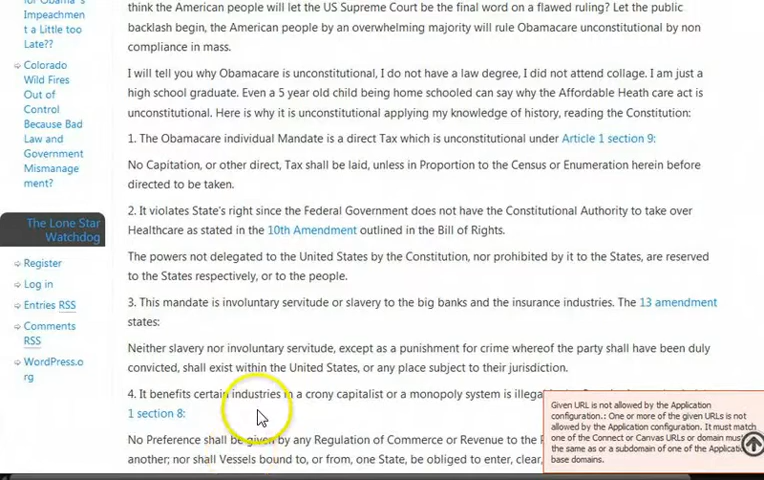 for Obama's
Impeachmen
t a Little too
Late??
Colorado
Wild Fires
Out of
Control
Because Bad
Law and
Government
Mismanage
ment?
The Lone Star
Watchdog
Register
Log in
Entries RSS
Comments
RSS
WordPress.o
rg
think the American people will let the US Supreme Court be the final word on a flawed ruling? Let the public
backlash begin, the American people by an overwhelming majority will rule Obamacare unconstitutional by non
compliance in mass.
I will tell you why Obamacare is unconstitutional, I do not have a law degree, I did not attend collage. I am just a
high school graduate. Even a 5 year old child being home schooled can say why the Affordable Heath care act is
unconstitutional. Here is why it is unconstitutional applying my knowledge of history, reading the Constitution:
1. The Obamacare individual Mandate is a direct Tax which is unconstitutional under Article 1 section 9:
No Capitation, or other direct, Tax shall be laid, unless in Proportion to the Census or Enumeration herein before
directed to be taken.
2. It violates State's right since the Federal Government does not have the Constitutional Authority to take over
Healthcare as stated in the 10th Amendment outlined in the Bill of Rights.
The powers not delegated to the United States by the Constitution, nor prohibited by it to the States, are reserved
to the States respectively, or to the people.
3. This mandate is involuntary servitude or slavery to the big banks and the insurance industries. The 13 amendment
states:
Neither slavery nor involuntary servitude, except as a punishment for crime whereof the party shall have been duly
convicted, shall exist within the United States, or any place subject to their jurisdiction.
4. It benefits certain industries in a crony capitalist or a monopoly system is illega
1 section 8:
No Preference shall be given by any Regulation of Commerce or Revenue to the
another; nor shall Vessels bound to, or from, one State, be obliged to enter, clear,
Given URL is not allowed by the Application
configuration.: One or more of the given URLs is not
allowed by the App configuration. It must match
one of the Connect or Canvas URLs or domain must
the same as or a subdomain of one of the Applicatio
base domains.